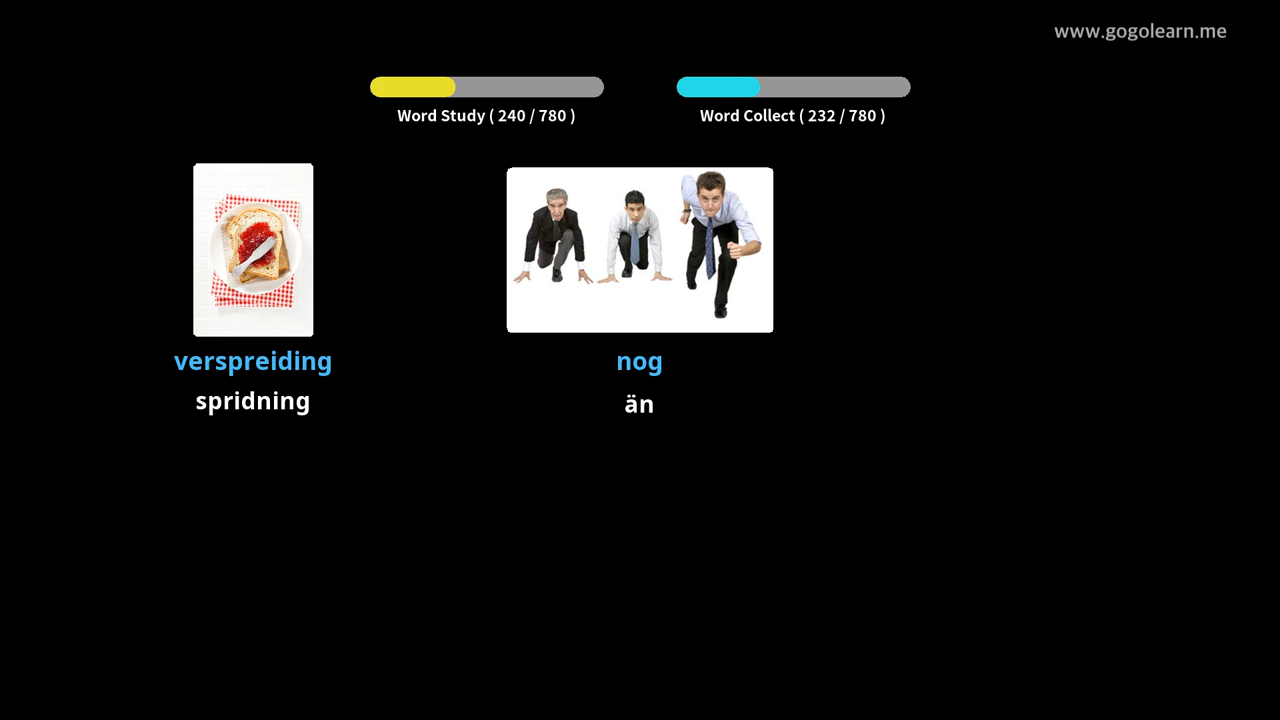 www.gogolearn.me
Word Study ( 240 / 780 )
Word Collect ( 232 / 780 )
verspreiding
nog
spridning
än